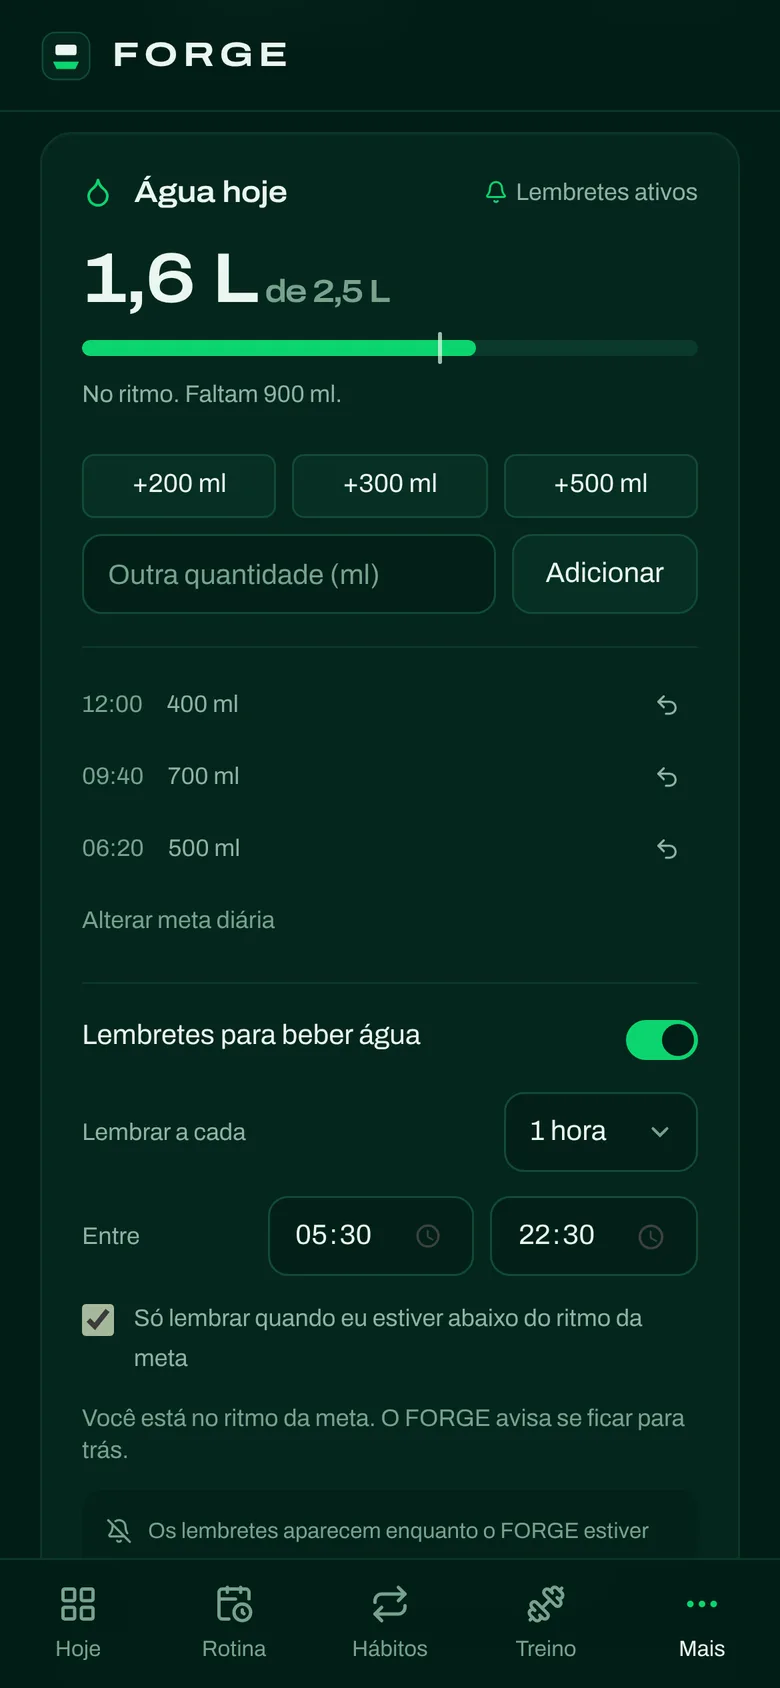 FORGE
Água hoje
Lembretes ativos
1,6 L de 2,5 L
No ritmo. Faltam 900 ml.
+200 ml
+300 ml
+500 ml
Outra quantidade (ml)
Adicionar
12:00 400 ml
09:40 700 ml
06:20 500 ml
Alterar meta diária
Lembretes para beber água
Lembrar a cada
1 hora
Entre
05:30
22:30
Só lembrar quando eu estiver abaixo do ritmo da
meta
Você está no ritmo da meta. O FORGE avisa se ficar para
trás.
Os lembretes aparecem enquanto o FORGE estiver
Hoje
Rotina
Hábitos
Treino
Mais